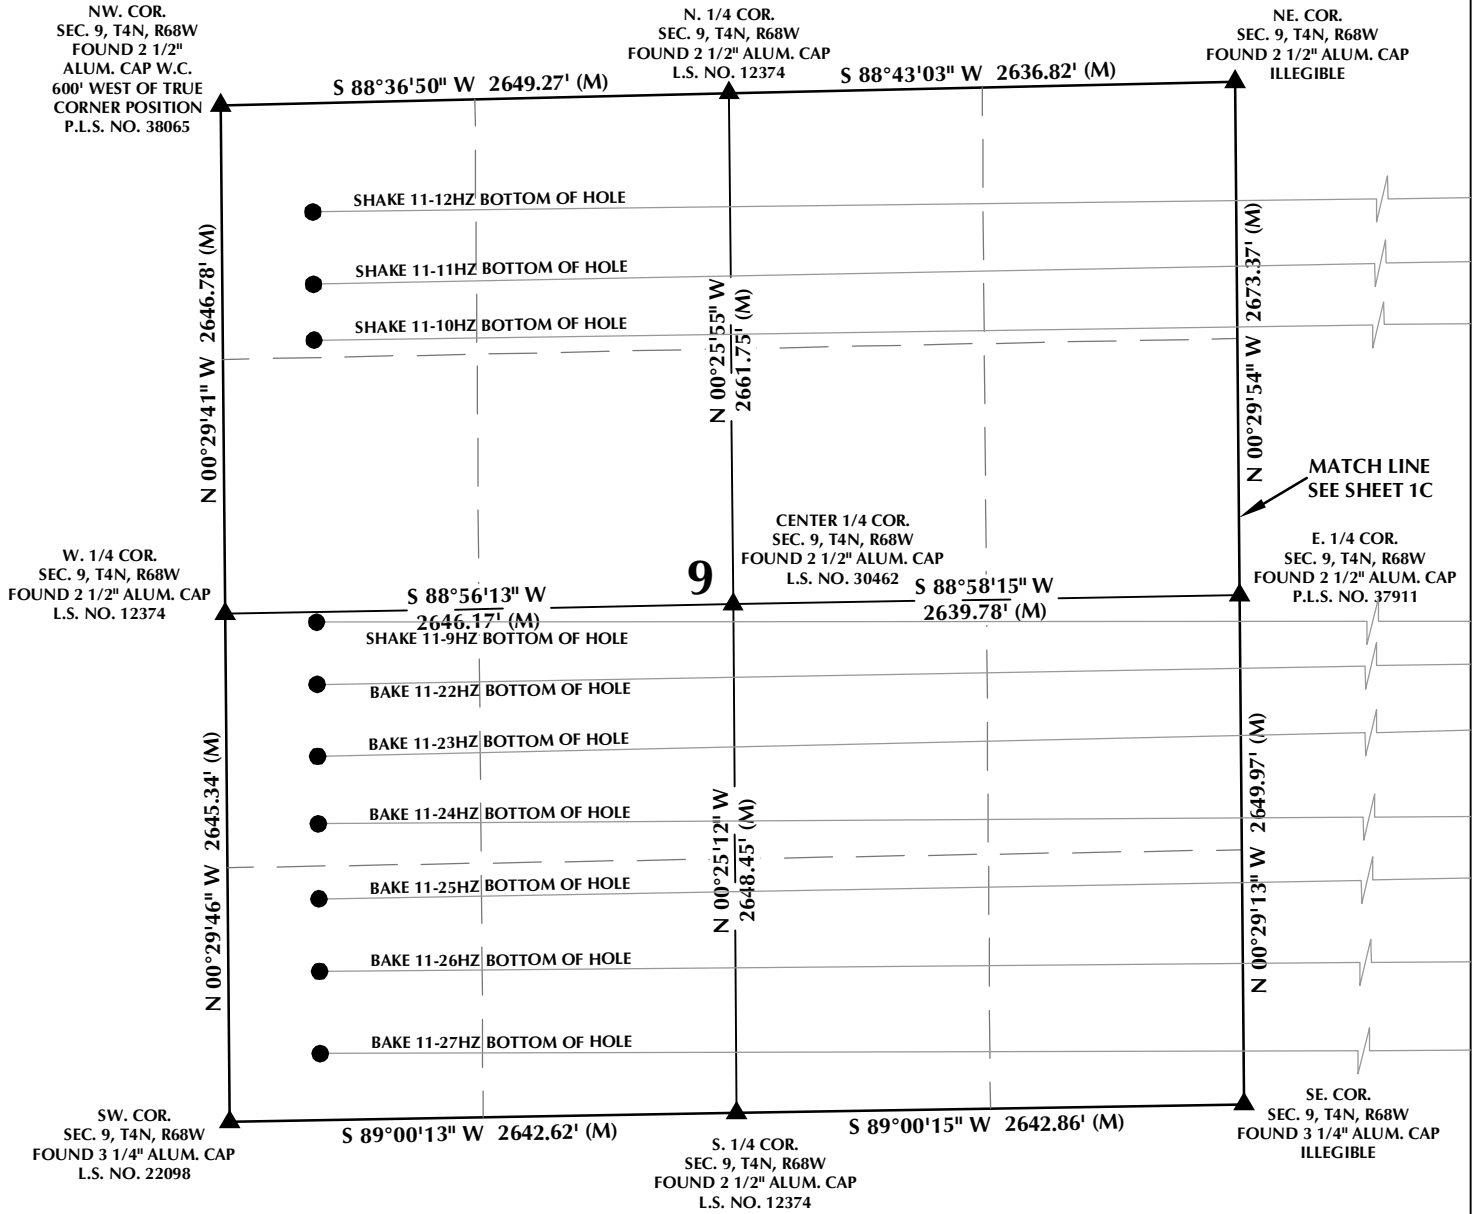 NW. COR.
SEC. 9, T4N, R68W
FOUND 2 1/2" 
ALUM. CAP W.C.
600' WEST OF TRUE
CORNER POSITION
P.L.S. NO. 38065
N. 1/4 COR.
SEC. 9, T4N, R68W
FOUND 2 1/2" ALUM. CAP
L.S. NO. 12374
NE. COR.
SEC. 9, T4N, R68W
FOUND 2 1/2" ALUM. CAP
ILLEGIBLE
S 88°36'50" W 2649.27' (M)
S 88°43'03" W 2636.82' (M)
SHAKE 11-12HZ BOTTOM OF HOLE
SHAKE 11-11HZ BOTTOM OF HOLE
SHAKE 11-10HZ BOTTOM OF HOLE
N 00°29'41" W 2646.78' (M)
N 00°25'55" W
2661.75' (M)
N 00°29'54" W 2673.37' (M)
MATCH LINE
SEE SHEET 1C
W. 1/4 COR.
SEC. 9, T4N, R68W
FOUND 2 1/2" ALUM. CAP
L.S. NO. 12374
9
CENTER 1/4 COR.
SEC. 9, T4N, R68W
FOUND 2 1/2" ALUM. CAP
L.S. NO. 30462
E. 1/4 COR.
SEC. 9, T4N, R68W
FOUND 2 1/2" ALUM. CAP
P.L.S. NO. 37911
S 88°56'13" W
2646.17' (M)
S 88°58'15" W
2639.78' (M)
SHAKE 11-9HZ BOTTOM OF HOLE
BAKE 11-22HZ BOTTOM OF HOLE
BAKE 11-23HZ BOTTOM OF HOLE
BAKE 11-24HZ BOTTOM OF HOLE
BAKE 11-25HZ BOTTOM OF HOLE
BAKE 11-26HZ BOTTOM OF HOLE
BAKE 11-27HZ BOTTOM OF HOLE
N 00°29'46" W 2645.34' (M)
N 00°25'12" W
2648.45' (M)
N 00°29'13" W 2649.97' (M)
SW. COR.
SEC. 9, T4N, R68W
FOUND 3 1/4" ALUM. CAP
L.S. NO. 22098
S 89°00'13" W 2642.62' (M)
S. 1/4 COR.
SEC. 9, T4N, R68W
FOUND 2 1/2" ALUM. CAP
L.S. NO. 12374
S 89°00'15" W 2642.86' (M)
SE. COR.
SEC. 9, T4N, R68W
FOUND 3 1/4" ALUM. CAP
ILLEGIBLE